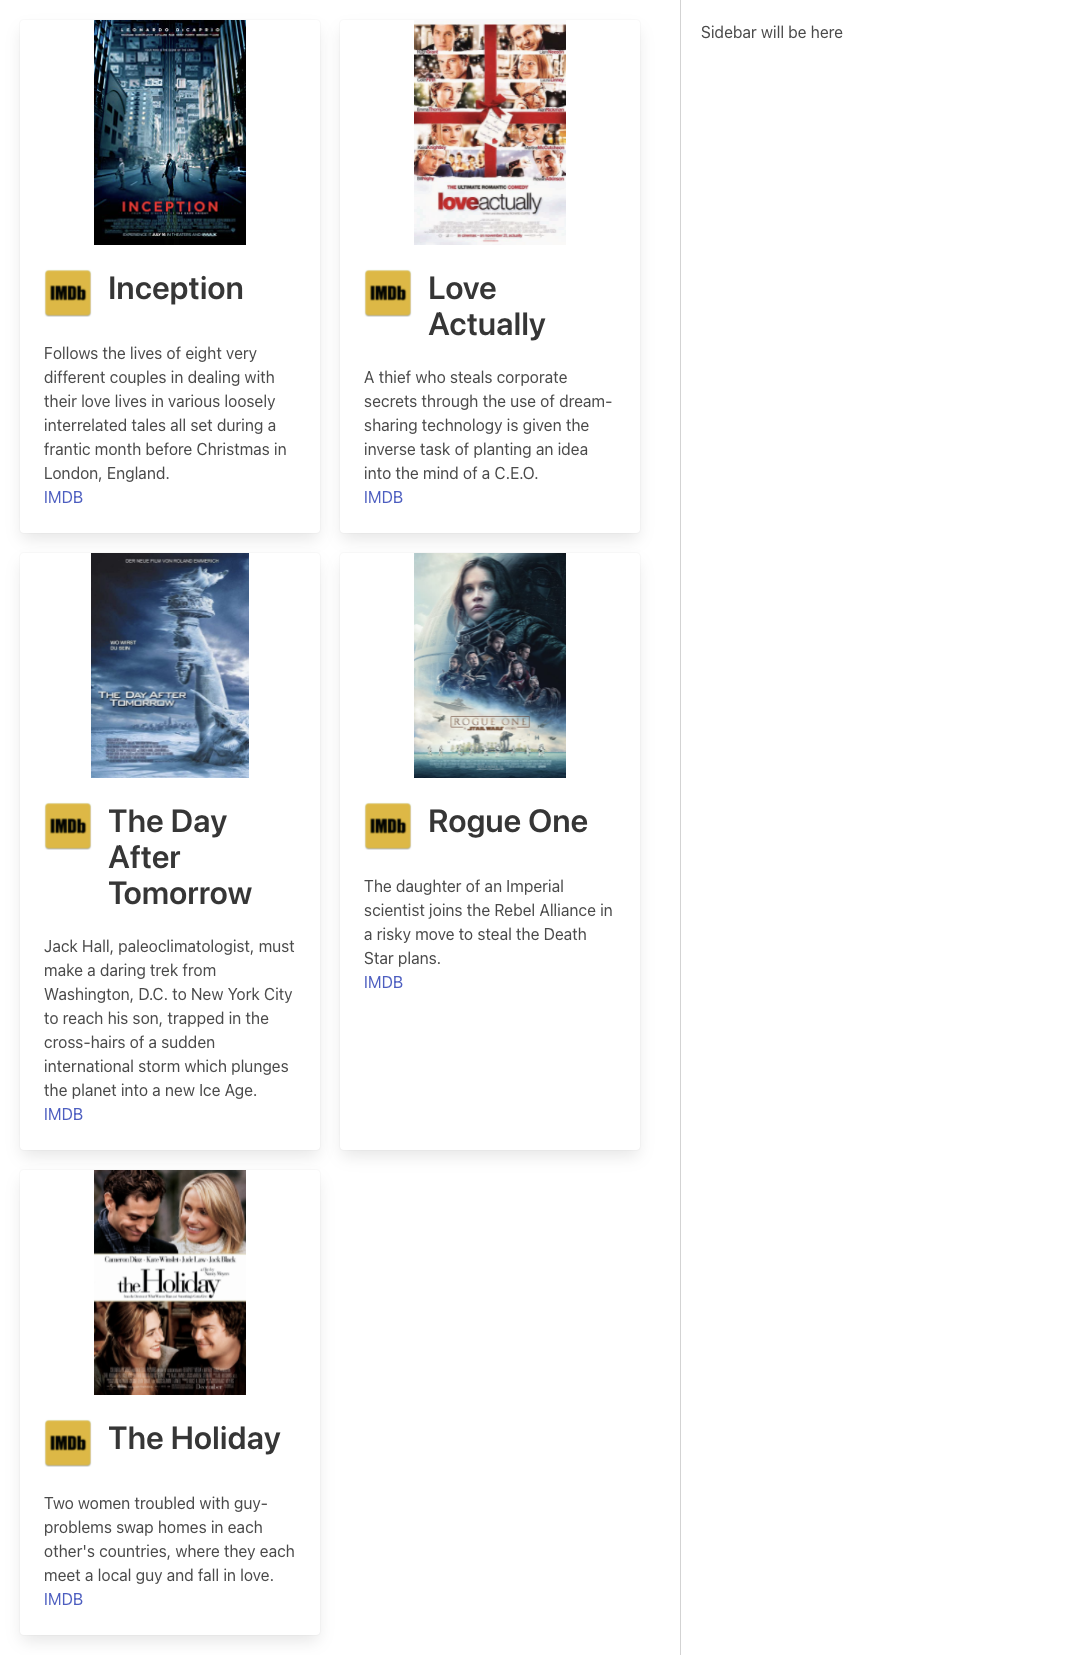 LEONARDO DiCAPRIO
INCEPTION
Inception
IMDb
Follows the lives of eight very
different couples in dealing with
their love lives in various loosely
interrelated tales all set during a
frantic month before Christmas in
London, England.
IMDB
THE ULTIMATE ROMANTIC COMEDY
loveactually
IMDb
Love
Actually
A thief who steals corporate
secrets through the use of dream-
sharing technology is given the
inverse task of planting an idea
into the mind of a C.E.O.
IMDB
DER NEUE FILM VON ROLAND EMMERICH
WO WIRST
DU SEIN
THE DAY AFTER
TOMORROW
IMDb
The Day
After
Tomorrow
Jack Hall, paleoclimatologist, must
make a daring trek from
Washington, D.C. to New York City
to reach his son, trapped in the
cross-hairs of a sudden
international storm which plunges
the planet into a new Ice Age.
IMDB
ROGUE ONE
STAR WARS
IMDb
Rogue One
The daughter of an Imperial
scientist joins the Rebel Alliance in
a risky move to steal the Death
Star plans.
IMDB
Cameron Diaz · Kate Winslet · Jude Law · Jack Black
the Holiday
IMDb
The Holiday
Two women troubled with guy-
problems swap homes in each
other's countries, where they each
meet a local guy and fall in love.
IMDB
Sidebar will be here